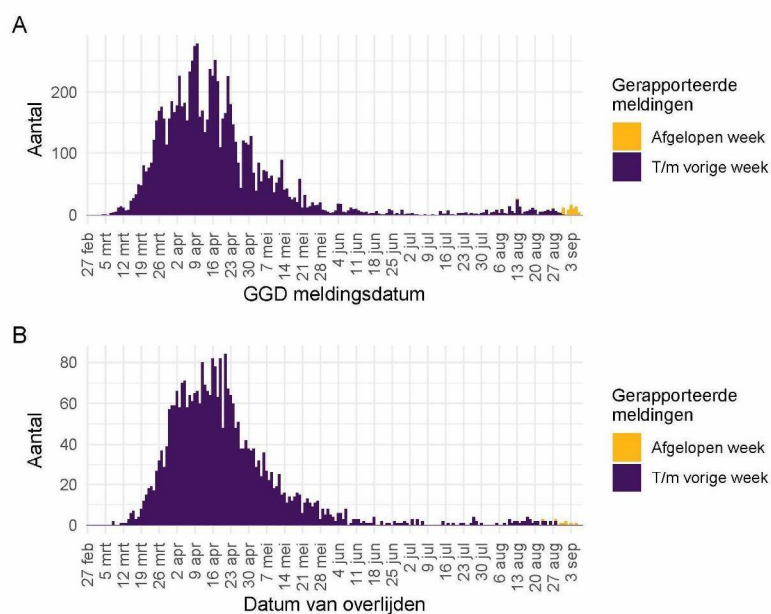 A
Aantal
200
100
0
27 feb
5 mrt
12 mrt
19 mrt
26 mrt
2 apr
9 apr
16 apr
23 apr
30 apr
7 mei
14 mei
21 mei
28 mei
4 jun
11 jun
18 jun
25 jun
2 jul
9 jul
16 jul
23 jul
30 jul
6 aug
13 aug
20 aug
27 aug
3 sep
GGD meldingsdatum
Gerapporteerde
meldingen
Afgelopen week
T/m vorige week
B
Aantal
80
60
40
20
0
27 feb
5 mrt
12 mrt
19 mrt
26 mrt
2 apr
9 apr
16 apr
23 apr
30 apr
7 mei
14 mei
21 mei
28 mei
4 jun
11 jun
18 jun
25 jun
2 jul
9 jul
16 jul
23 jul
30 jul
6 aug
13 aug
20 aug
27 aug
3 sep
Datum van overlijden
Gerapporteerde
meldingen
Afgelopen week
T/m vorige week